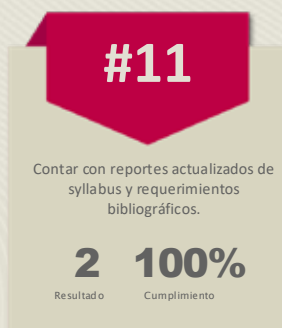 #11
Contar con reportes actualizados de
syllabus y requerimientos
bibliográficos.
2 100%
Resultado Cumplimiento